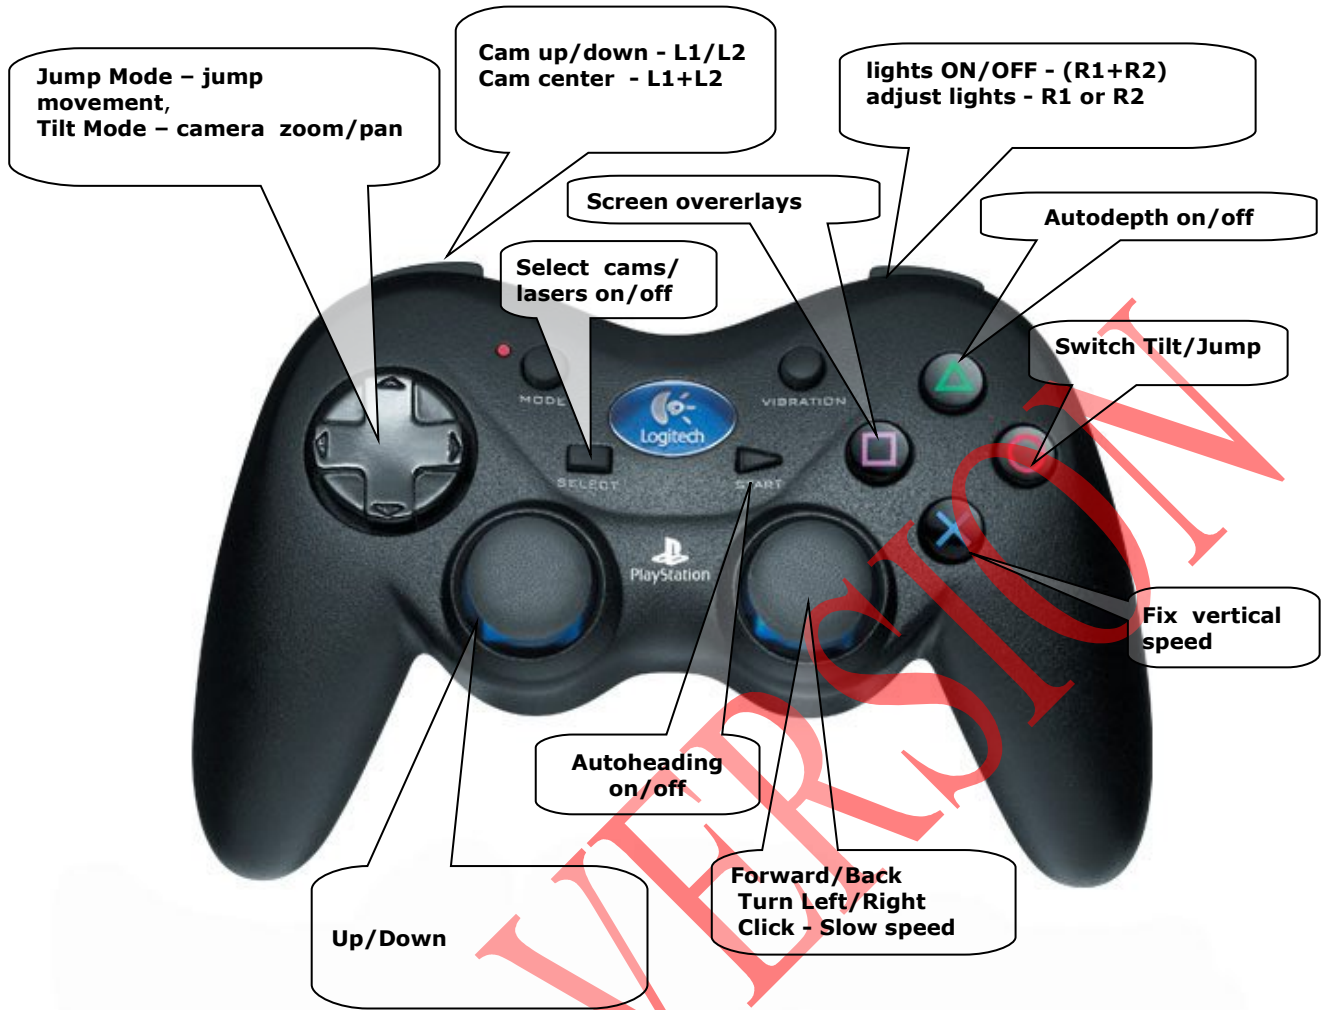 Jump Mode – jump
movement,
Tilt Mode – camera zoom/pan
Cam up/down - L1/L2
Cam center - L1+L2
lights ON/OFF - (R1+R2)
adjust lights - R1 or R2
Screen overerlays
Autodepth on/off
Select cams/
lasers on/off
Switch Tilt/Jump
MODE
VIBRATION
Logitech
SELECT
START
PlayStation
Fix vertical
speed
Autoheading
on/off
Forward/Back
Turn Left/Right
Click - Slow speed
Up/Down
VERSION